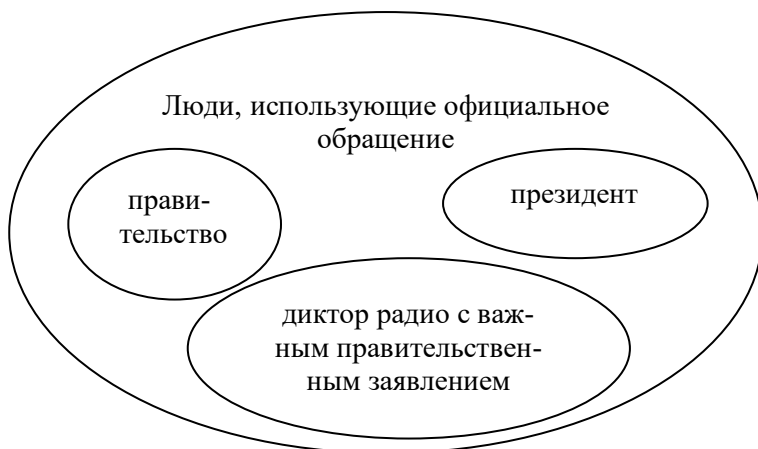 Люди, использующие официальное
обращение
прави-
тельство
президент
диктор радио с важ-
ным правительствен-
ным заявлением